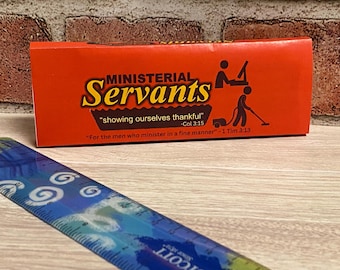 MINISTERIAL
Servants
"showing ourselves thankful"
-Col 3:15
"For the men who minister in a fine manner" - 1 Tim 3:13